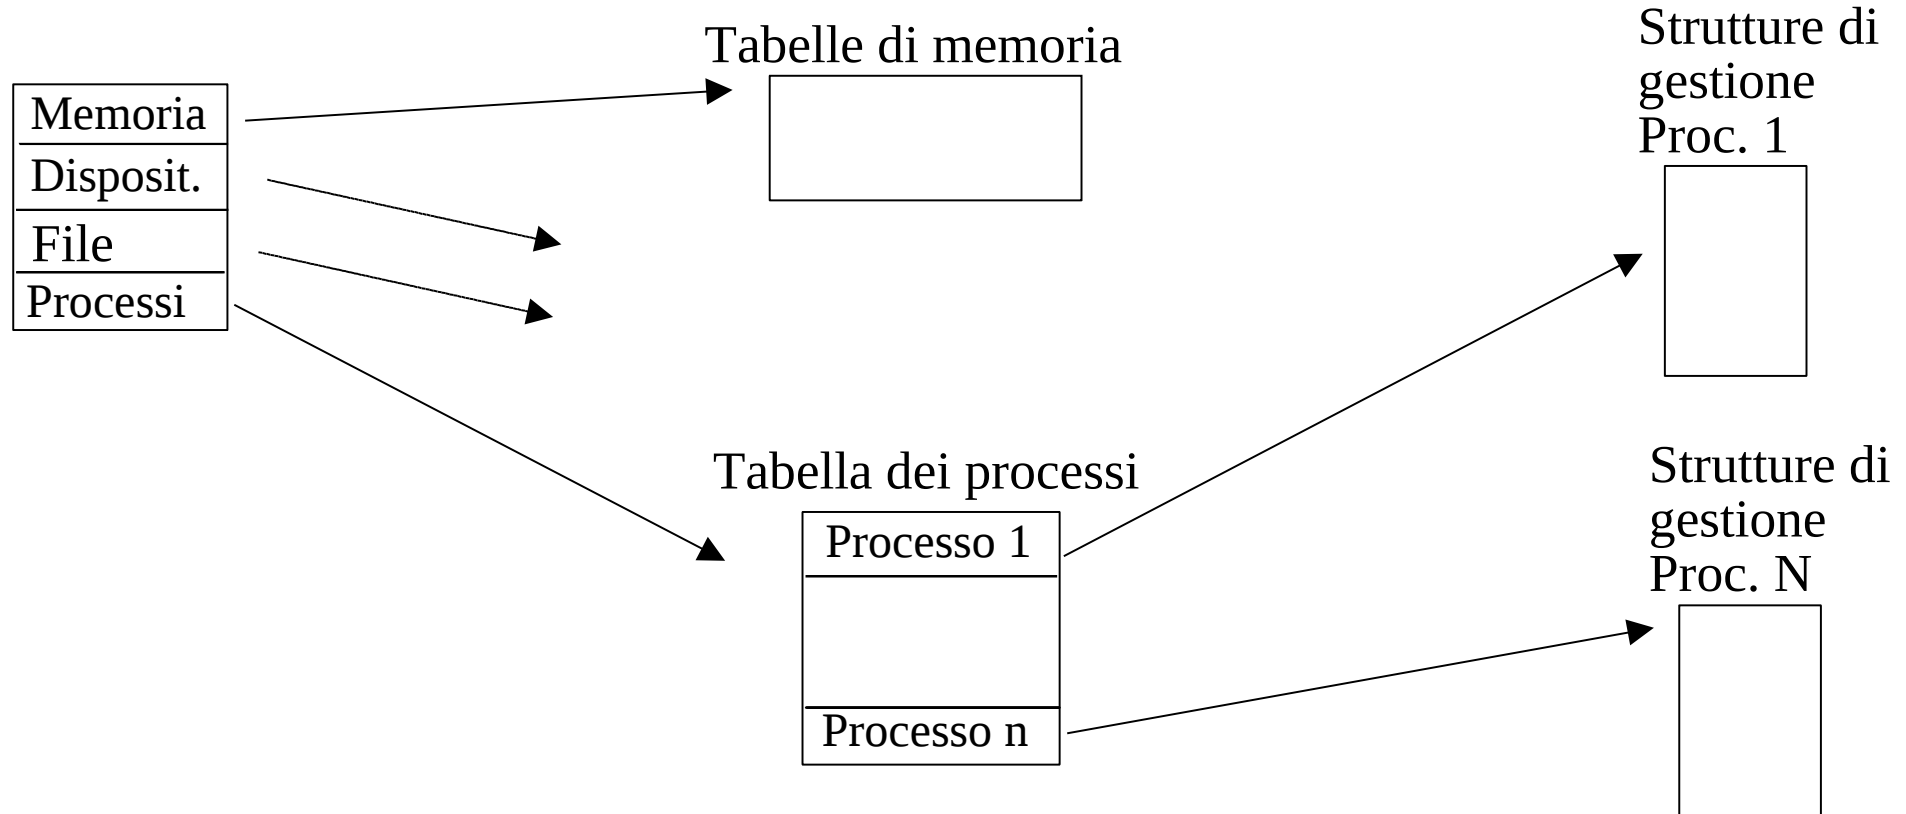 Memoria
Disposit.
File
Processi
Tabelle di memoria
Tabella dei processi
Processo 1
Processo n
Strutture di
gestione
Proc. 1
Strutture di
gestione
Proc. N